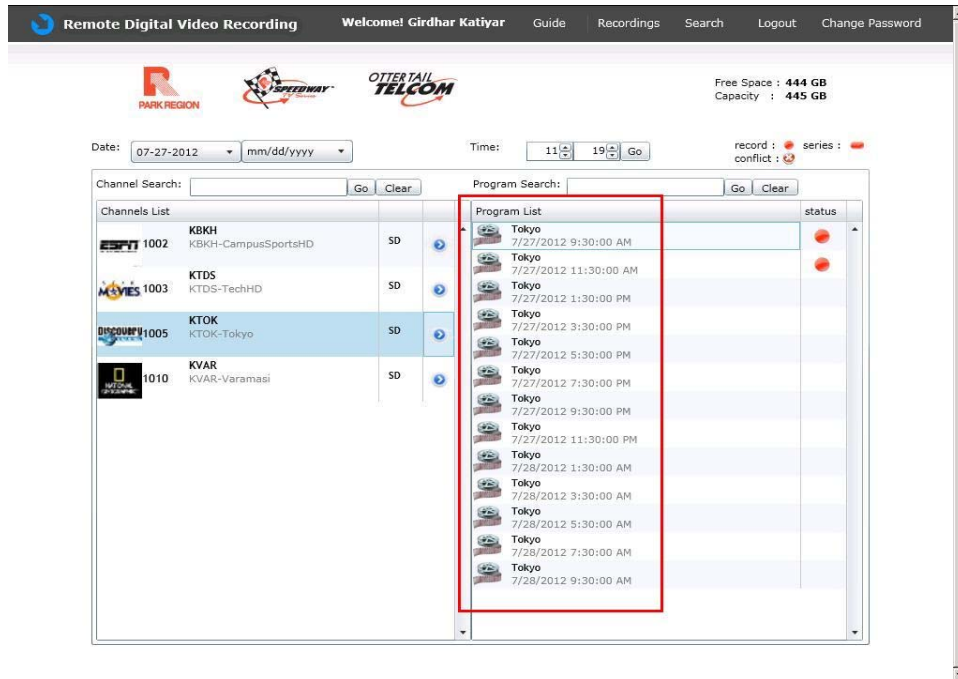 Remote Digital Video Recording Welcome! Girdhar Katiyar Guide Recordings Search Logout Change Password
PARK REGION
SPEEDWAY
TV Service
OTTER TAIL
TELCOM
Free Space : 444 GB
Capacity : 445 GB
Date: 07-27-2012 mm/dd/yyyy Time: 11 19 Go
record : series :
conflict :
Channel Search: Go Clear Program Search: Go Clear
Channels List
ESPN 1002 KBKH SD
KBKH-CampusSportsHD
MOVIES 1003 KTDS SD
KTDS-TechHD
DISCOVERY 1005 KTOK SD
KTOK-Tokyo
NATIONAL GEOGRAPHIC 1010 KVAR SD
KVAR-Varamasi
Program List status
Tokyo
7/27/2012 9:30:00 AM
Tokyo
7/27/2012 11:30:00 AM
Tokyo
7/27/2012 1:30:00 PM
Tokyo
7/27/2012 3:30:00 PM
Tokyo
7/27/2012 5:30:00 PM
Tokyo
7/27/2012 7:30:00 PM
Tokyo
7/27/2012 9:30:00 PM
Tokyo
7/27/2012 11:30:00 PM
Tokyo
7/28/2012 1:30:00 AM
Tokyo
7/28/2012 3:30:00 AM
Tokyo
7/28/2012 5:30:00 AM
Tokyo
7/28/2012 7:30:00 AM
Tokyo
7/28/2012 9:30:00 AM